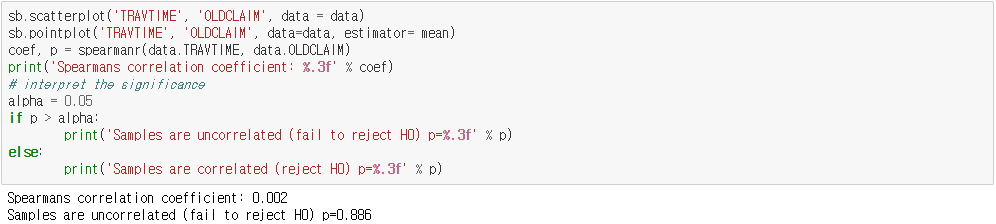 sb.scatterplot('TRAVTIME', 'OLDCLAIM', data = data)
sb.pointplot('TRAVTIME', 'OLDCLAIM', data=data, estimator= mean)
coef, p = spearmanr(data.TRAVTIME, data.OLDCLAIM)
print('Spearmans correlation coefficient: %.3f' % coef)
# interpret the significance
alpha = 0.05
if p > alpha:
        print('Samples are uncorrelated (fail to reject H0) p=%.3f' % p)
else:
        print('Samples are correlated (reject H0) p=%.3f' % p)
Spearmans correlation coefficient: 0.002
Samples are uncorrelated (fail to reject H0) p=0.886